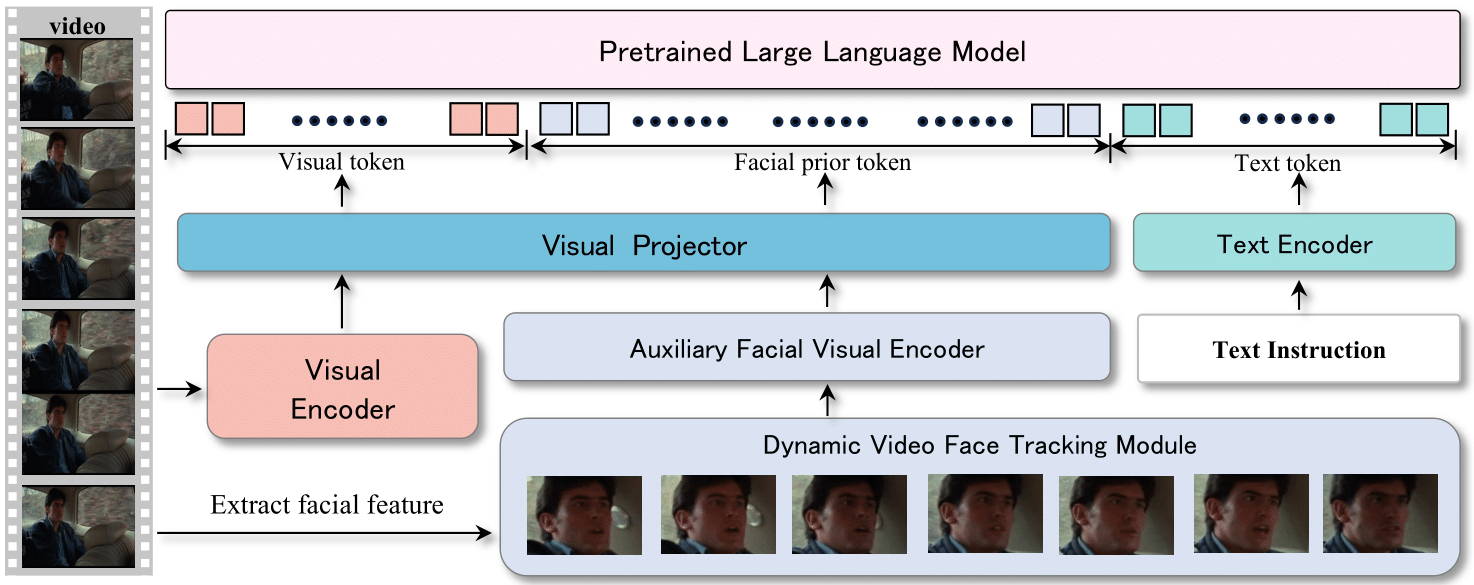 video
Pretrained Large Language Model
Visual token
Facial prior token
Text token
Visual Projector
Text Encoder
Visual
Encoder
Auxiliary Facial Visual Encoder
Text Instruction
Dynamic Video Face Tracking Module
Extract facial feature